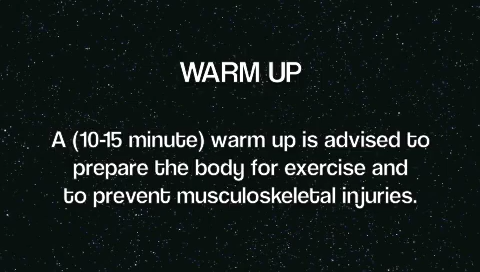 WARM UP
A (10-15 minute) warm up is advised to
prepare the body for exercise and
to prevent musculoskeletal injuries.